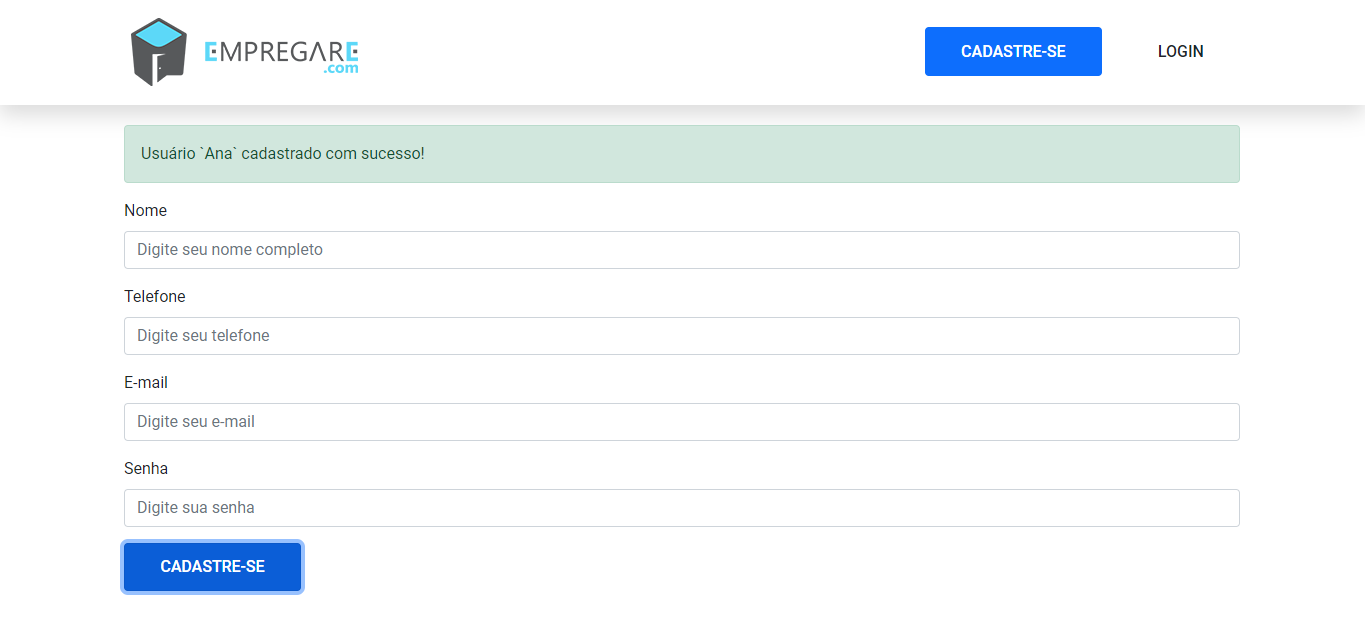 EMPREGARE
.com
CADASTRE-SE
LOGIN
Usuário `Ana` cadastrado com sucesso!
Nome
Digite seu nome completo
Telefone
Digite seu telefone
E-mail
Digite seu e-mail
Senha
Digite sua senha
CADASTRE-SE